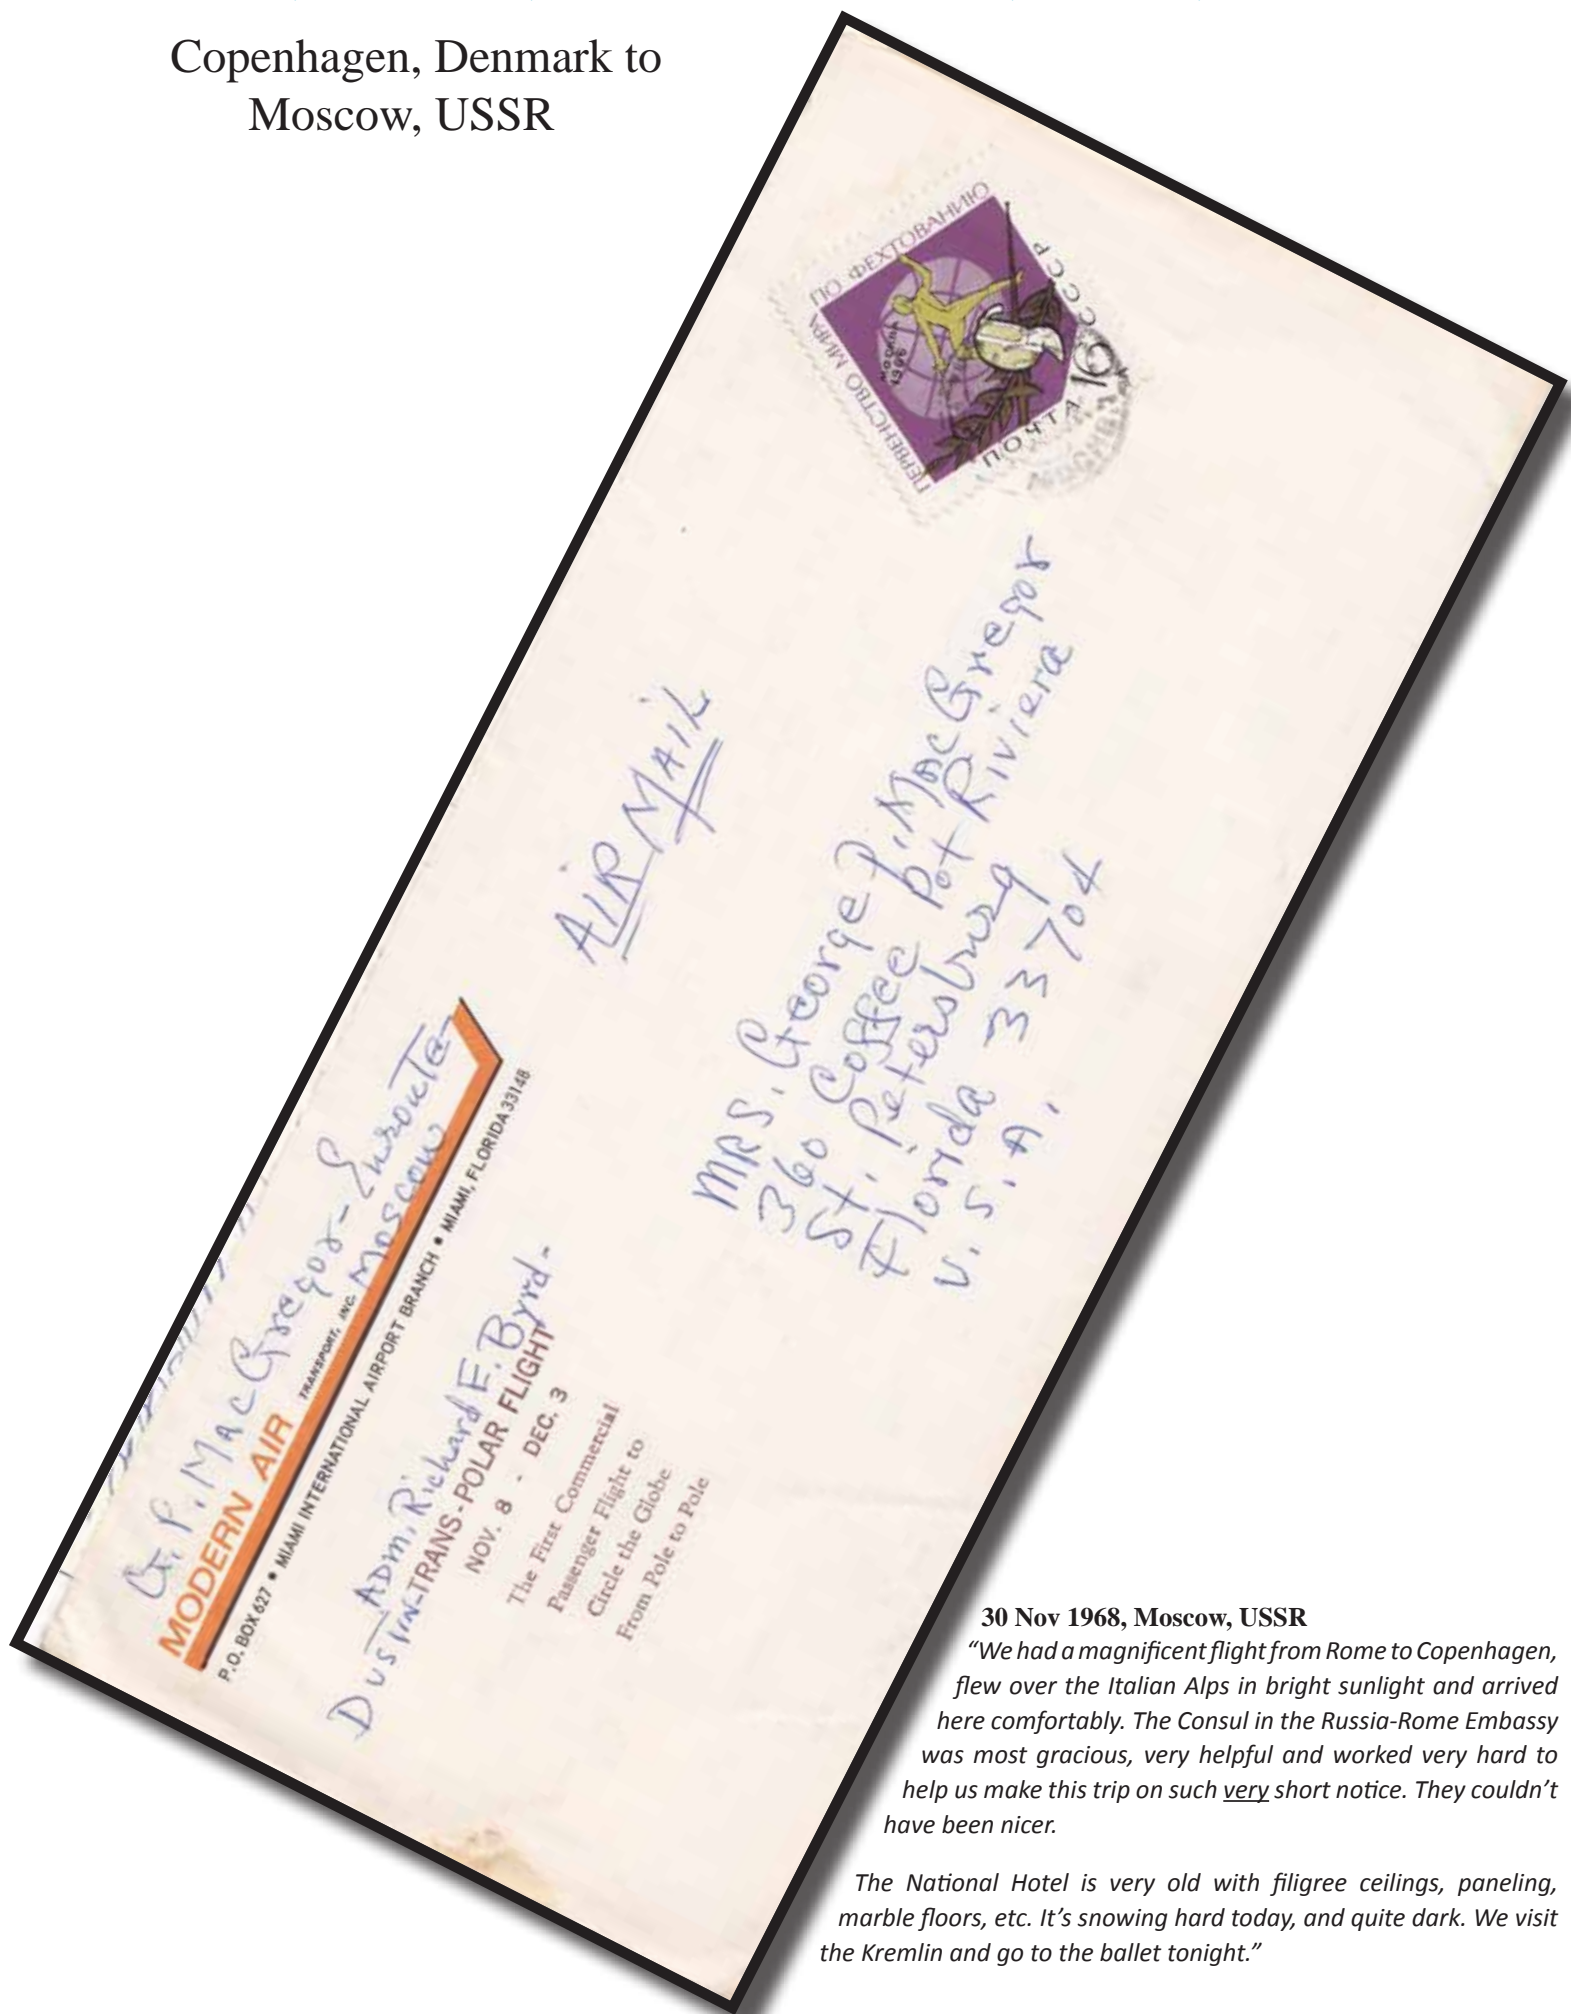 Copenhagen, Denmark to
Moscow, USSR
G. P. MacGregor - Enroute -
Moscow
MODERN AIR TRANSPORT, INC.
P.O. BOX 627 • MIAMI INTERNATIONAL AIRPORT BRANCH • MIAMI, FLORIDA 33148
Adm. Richard E. Byrd -
Dustin-TRANS-POLAR FLIGHT
NOV. 8 - DEC. 3
The First Commercial
Passenger Flight to
Circle the Globe
From Pole to Pole
AIR MAIL
ПЕРВЕНСТВО МИРА ПО ФЕХТОВАНИЮ
МОСКВА
1966
ПОЧТА 16 СССР
MRS. George P. MacGregor
360 Coffee Pot Riviera
St. Petersburg
Florida 33704
U.S.A.
30 Nov 1968, Moscow, USSR
“We had a magnificent flight from Rome to Copenhagen,
flew over the Italian Alps in bright sunlight and arrived
here comfortably. The Consul in the Russia-Rome Embassy
was most gracious, very helpful and worked very hard to
help us make this trip on such very short notice. They couldn’t
have been nicer.
The National Hotel is very old with filigree ceilings, paneling,
marble floors, etc. It’s snowing hard today, and quite dark. We visit
the Kremlin and go to the ballet tonight.”